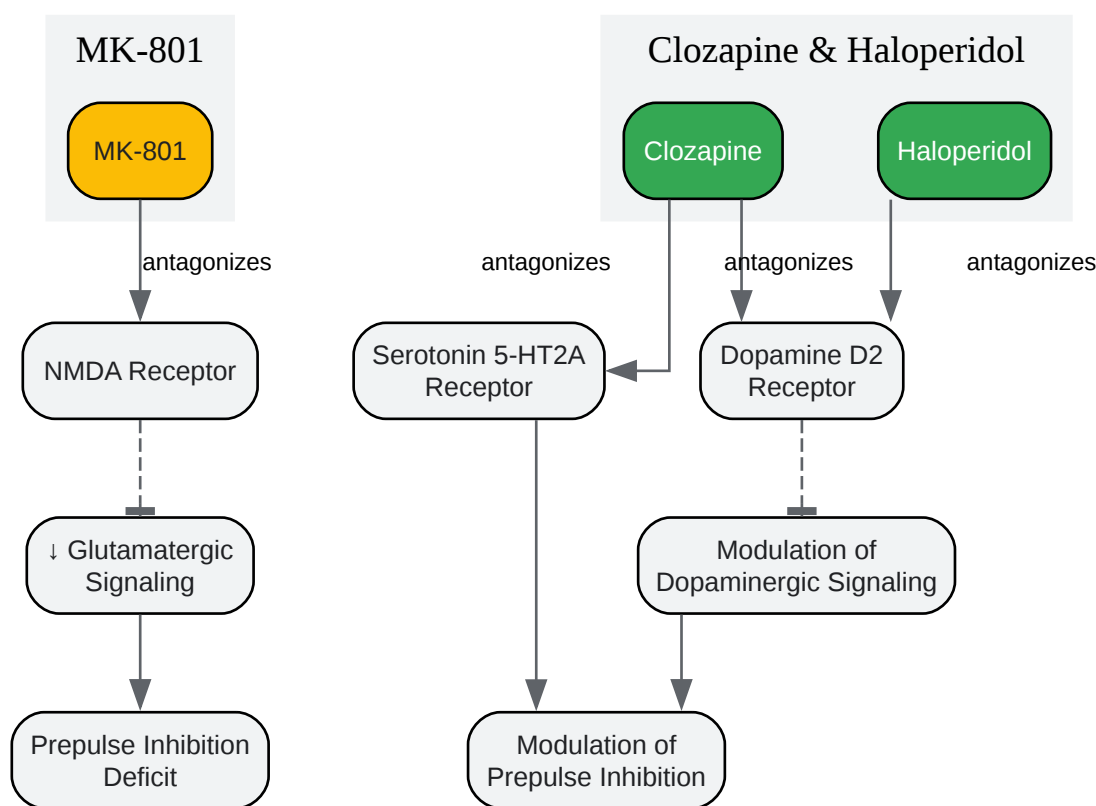 MK-801
Clozapine & Haloperidol
MK-801
Clozapine
Haloperidol
antagonizes
antagonizes
antagonizes
antagonizes
NMDA Receptor
Serotonin 5-HT2A
Receptor
Dopamine D2
Receptor
↓ Glutamatergic
Signaling
Modulation of
Dopaminergic Signaling
Prepulse Inhibition
Deficit
Modulation of
Prepulse Inhibition